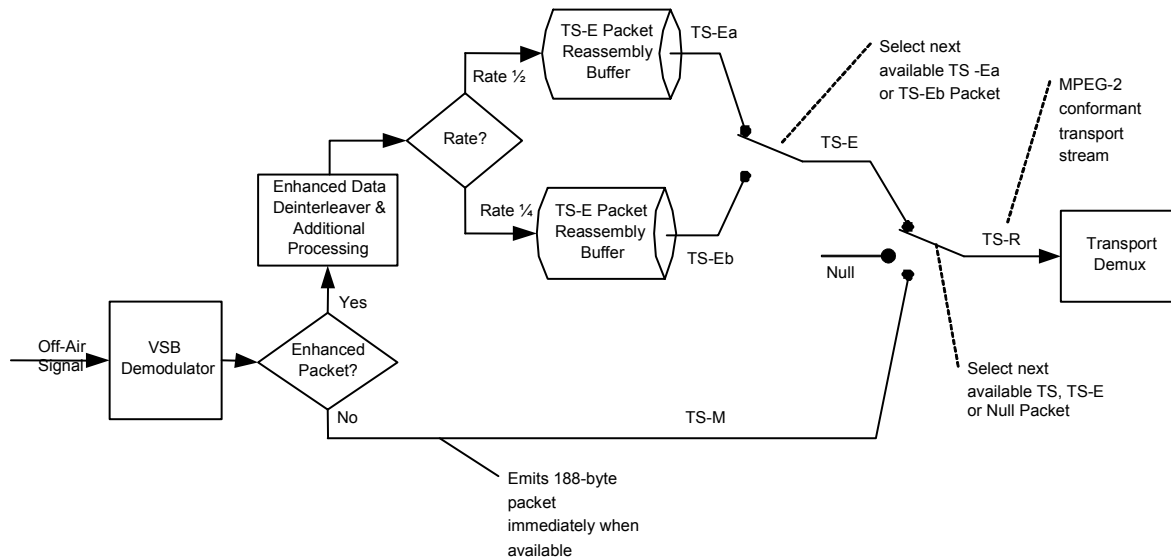 TS-E Packet
Reassembly
Buffer
TS-Ea
Select next
available TS -Ea
or TS-Eb Packet
MPEG-2
conformant
transport
stream
Rate ½
Rate?
TS-E
Enhanced Data
Deinterleaver &
Additional
Processing
Rate ¼
TS-E Packet
Reassembly
Buffer
TS-Eb
TS-R
Transport
Demux
Null
Yes
Off-Air
Signal
VSB
Demodulator
Enhanced
Packet?
Select next
available TS, TS-E
or Null Packet
No
TS-M
Emits 188-byte
packet
immediately when
available